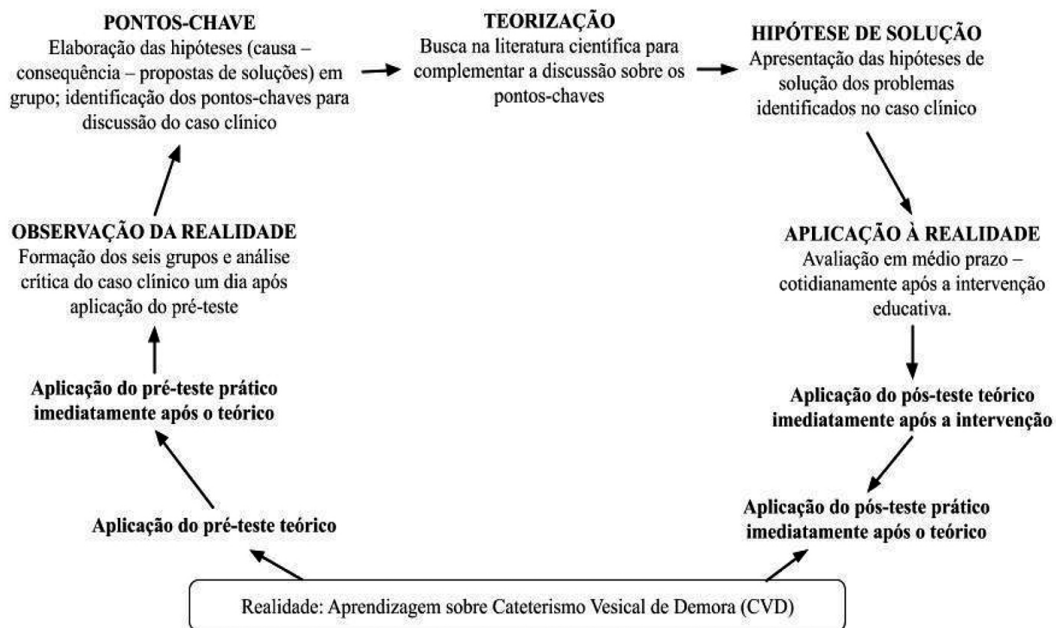 PONTOS-CHAVE
Elaboração das hipóteses (causa –
consequência – propostas de soluções) em
grupo; identificação dos pontos-chaves para
discussão do caso clínico
TEORIZAÇÃO
Busca na literatura científica para
complementar a discussão sobre os
pontos-chaves
HIPÓTESE DE SOLUÇÃO
Apresentação das hipóteses de
solução dos problemas
identificados no caso clínico
OBSERVAÇÃO DA REALIDADE
Formação dos seis grupos e análise
crítica do caso clínico um dia após
aplicação do pré-teste
APLICAÇÃO À REALIDADE
Avaliação em médio prazo –
cotidianamente após a intervenção
educativa.
Aplicação do pré-teste prático
imediatamente após o teórico
Aplicação do pós-teste teórico
imediatamente após a intervenção
Aplicação do pré-teste teórico
Aplicação do pós-teste prático
imediatamente após o teórico
Realidade: Aprendizagem sobre Cateterismo Vesical de Demora (CVD)